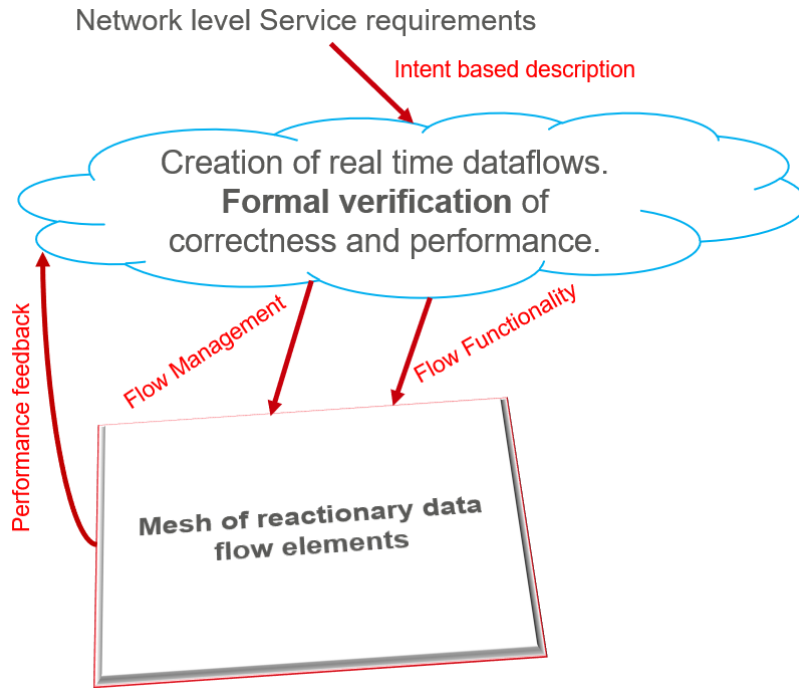 Network level Service requirements
Intent based description
Creation of real time dataflows.
Formal verification of
correctness and performance.
Flow Management
Flow Functionality
Performance feedback
Mesh of reactionary data
flow elements